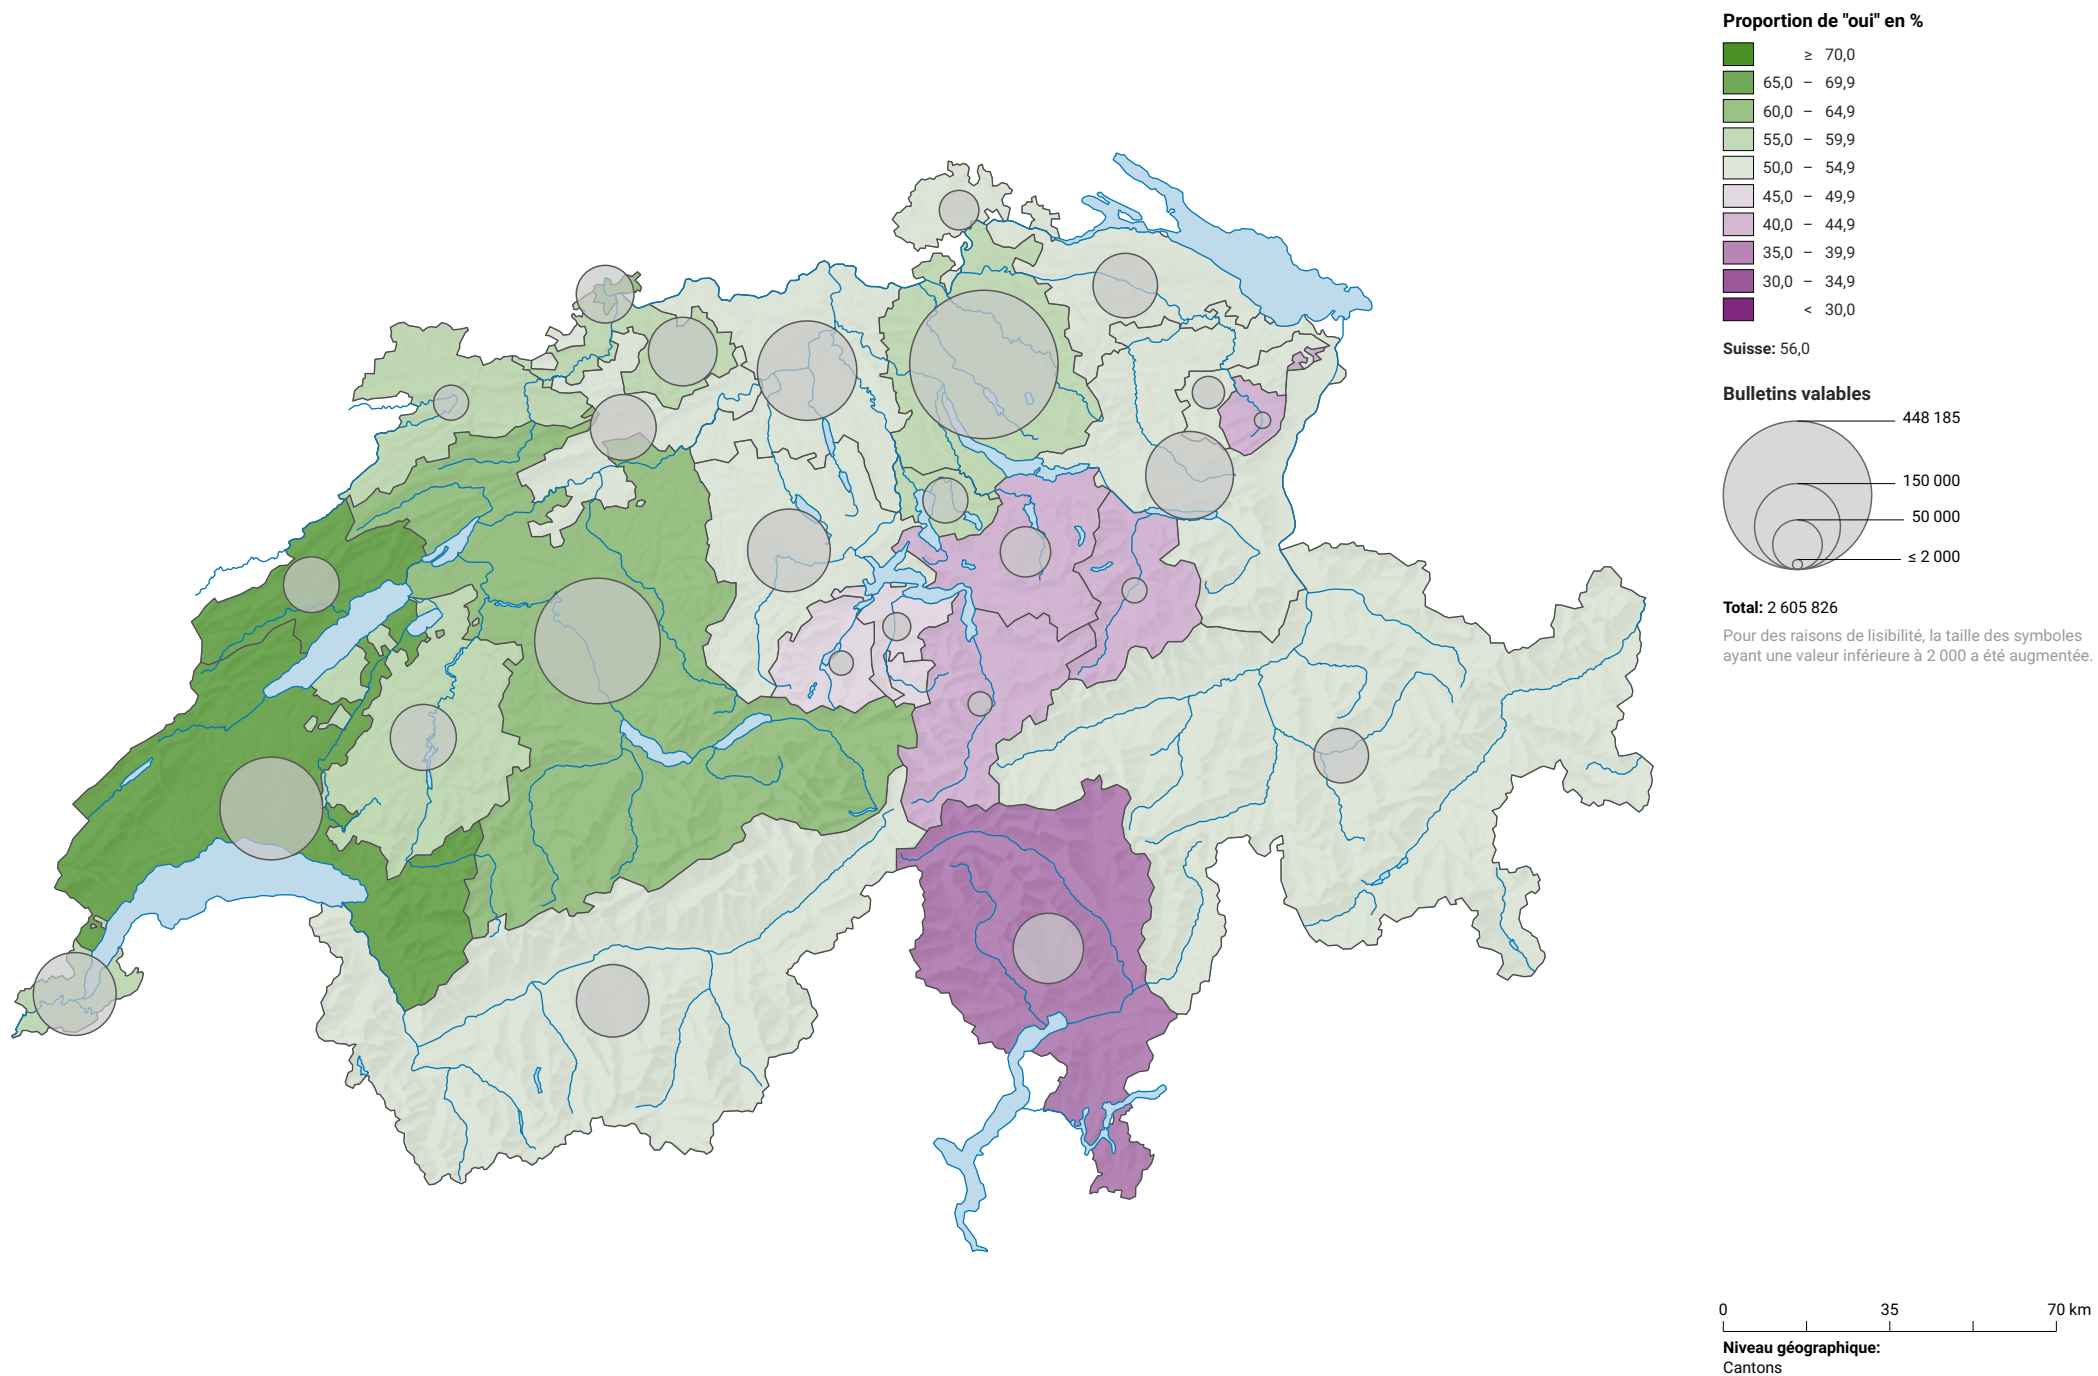 Proportion de "oui" en %
≥ 70,0
65,0 – 69,9
60,0 – 64,9
55,0 – 59,9
50,0 – 54,9
45,0 – 49,9
40,0 – 44,9
35,0 – 39,9
30,0 – 34,9
< 30,0
Suisse: 56,0
Bulletins valables
448 185
150 000
50 000
≤ 2 000
Total: 2 605 826
Pour des raisons de lisibilité, la taille des symboles
ayant une valeur inférieure à 2 000 a été augmentée.
0 35 70 km
Niveau géographique:
Cantons